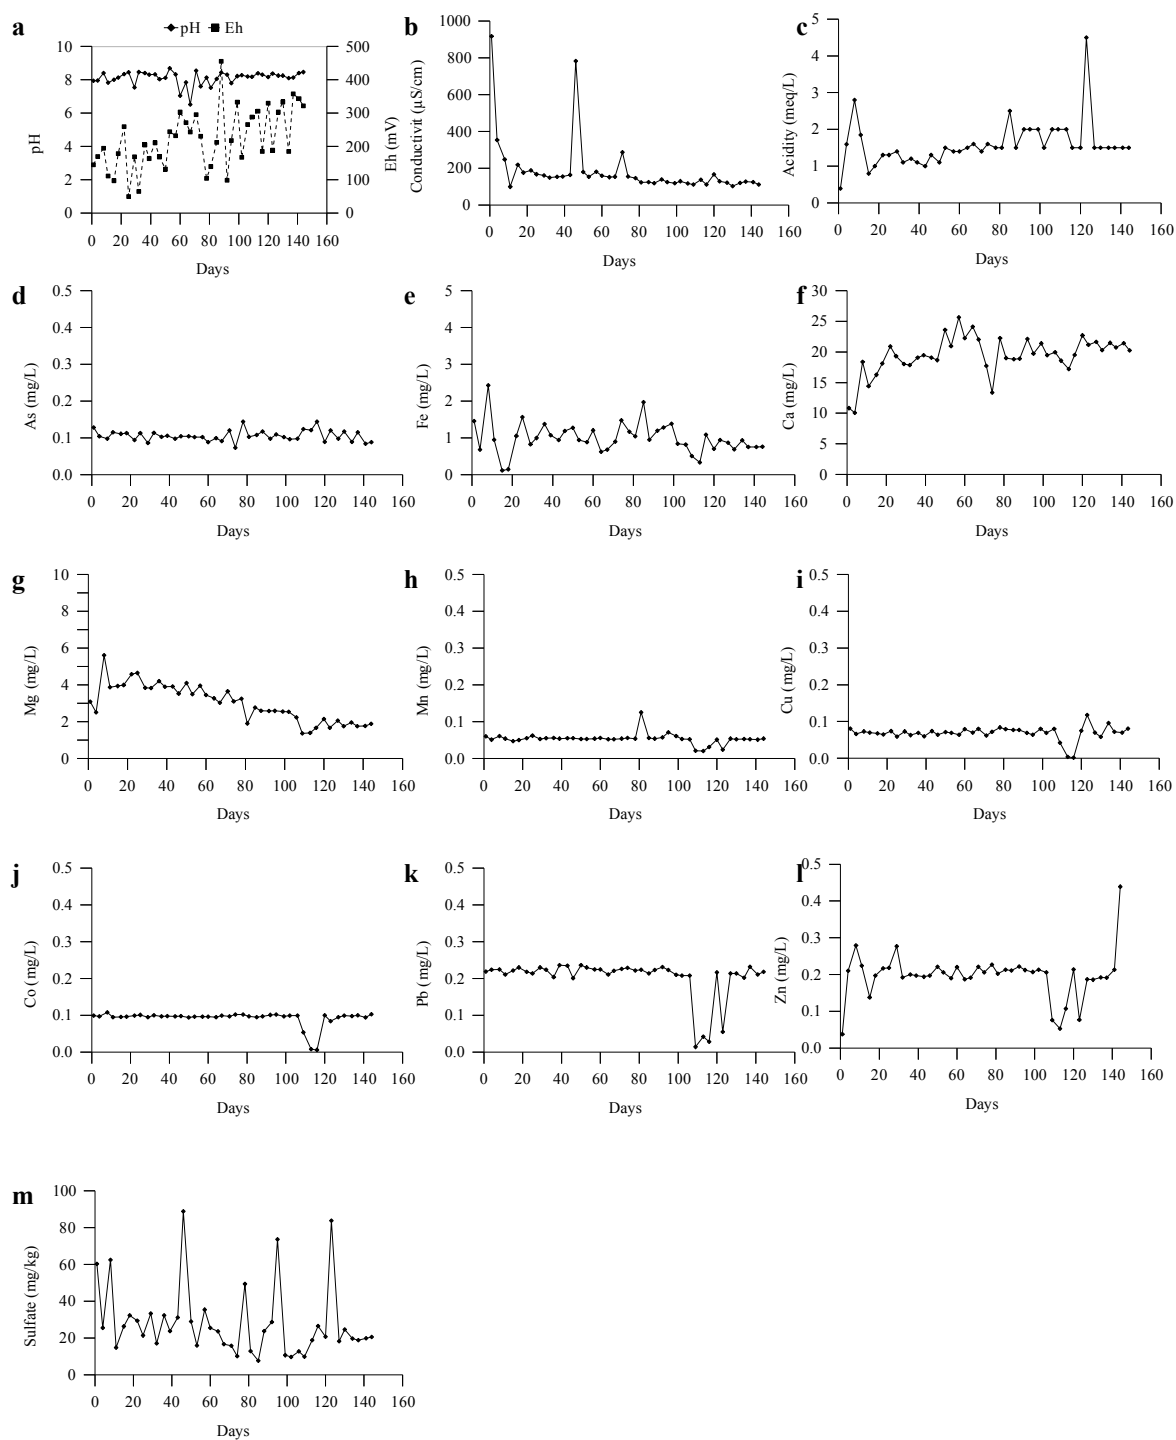 a
pH Eh
10
8
6
4
2
0
pH
500
400
300
200
100
0
Eh (mV)
0 20 40 60 80 100 120 140 160
Days
b
1000
800
600
400
200
0
Conductivit (µS/cm)
0 20 40 60 80 100 120 140 160
Days
c
5
4
3
2
1
0
Acidity (meq/L)
0 20 40 60 80 100 120 140 160
Days
d
0.5
0.4
0.3
0.2
0.1
0.0
As (mg/L)
0 20 40 60 80 100 120 140 160
Days
e
5
4
3
2
1
0
Fe (mg/L)
0 20 40 60 80 100 120 140 160
Days
f
30
25
20
15
10
5
0
Ca (mg/L)
0 20 40 60 80 100 120 140 160
Days
g
10
8
6
4
2
0
Mg (mg/L)
0 20 40 60 80 100 120 140 160
Days
h
0.5
0.4
0.3
0.2
0.1
0.0
Mn (mg/L)
0 20 40 60 80 100 120 140 160
Days
i
0.5
0.4
0.3
0.2
0.1
0.0
Cu (mg/L)
0 20 40 60 80 100 120 140 160
Days
j
0.5
0.4
0.3
0.2
0.1
0.0
Co (mg/L)
0 20 40 60 80 100 120 140 160
Days
k
0.5
0.4
0.3
0.2
0.1
0.0
Pb (mg/L)
0 20 40 60 80 100 120 140 160
Days
l
0.5
0.4
0.3
0.2
0.1
0.0
Zn (mg/L)
0 20 40 60 80 100 120 140 160
Days
m
100
80
60
40
20
0
Sulfate (mg/kg)
0 20 40 60 80 100 120 140 160
Days